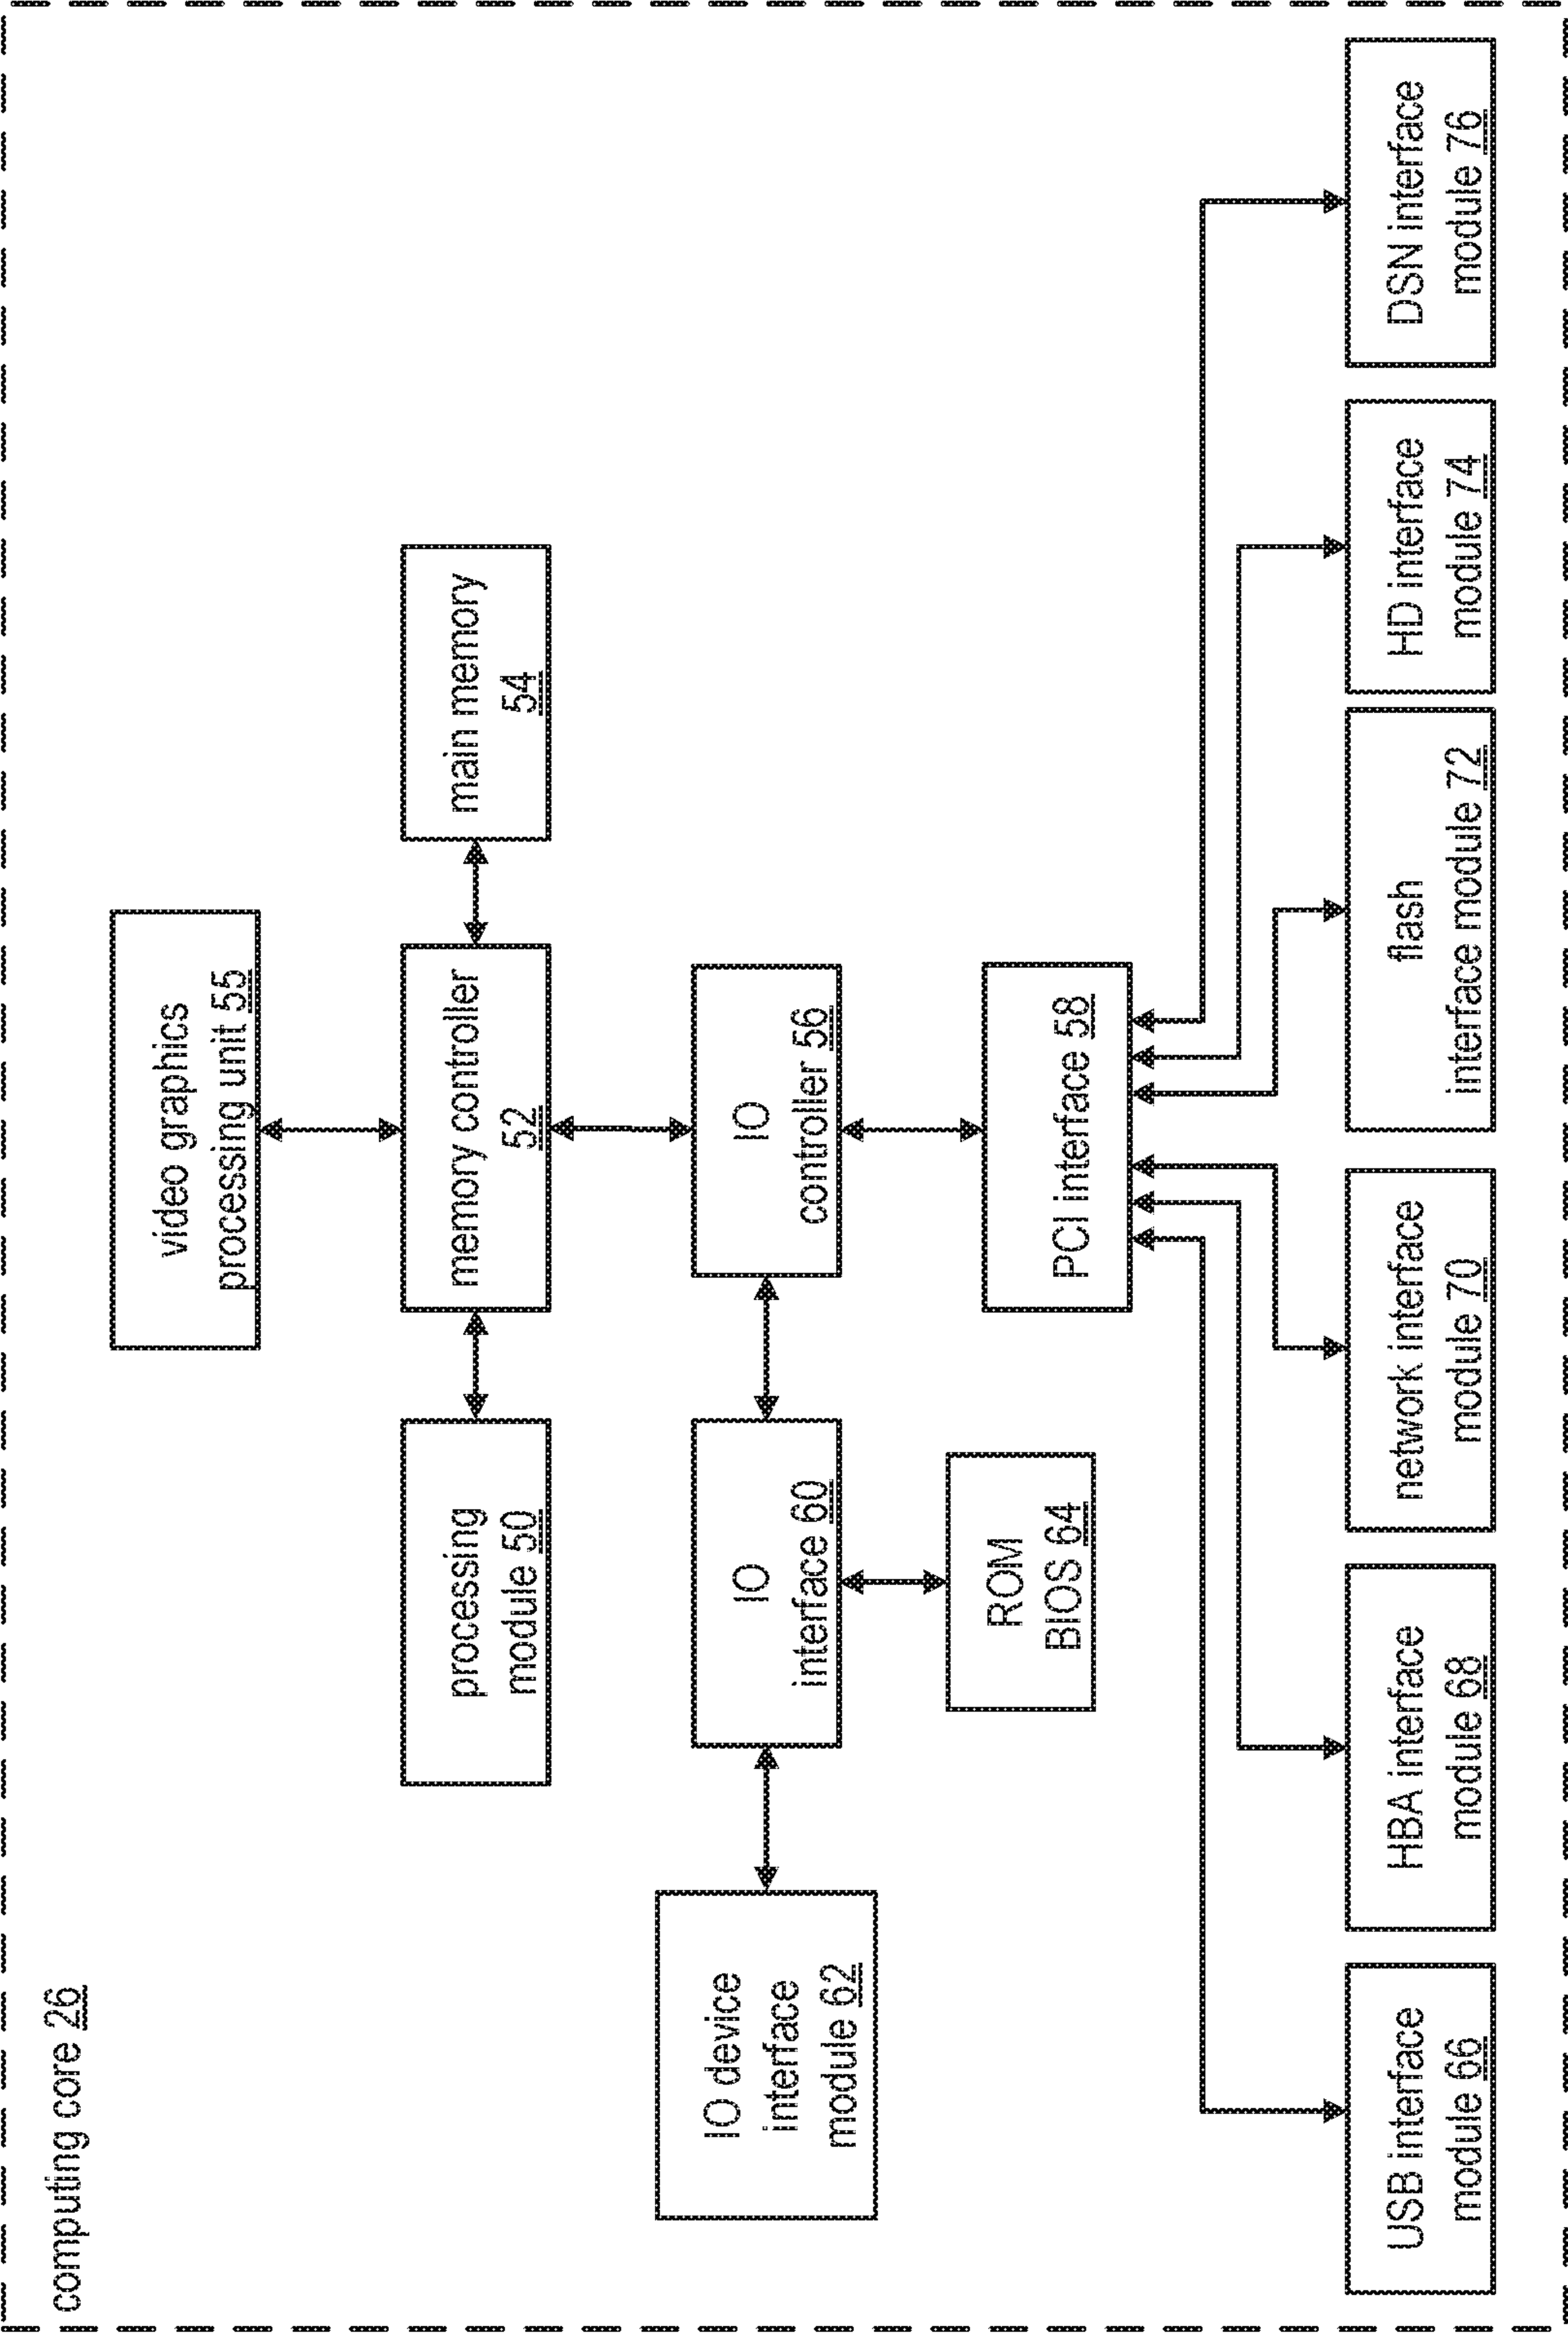 computing core 26
video graphics
processing unit 55
processing
module 50
memory controller
52
main memory
54
IO device
interface
module 62
IO
interface 60
IO
controller 56
ROM
BIOS 64
PCI interface 58
USB interface
module 66
HBA interface
module 68
network interface
module 70
flash
interface module 72
HD interface
module 74
DSN interface
module 76